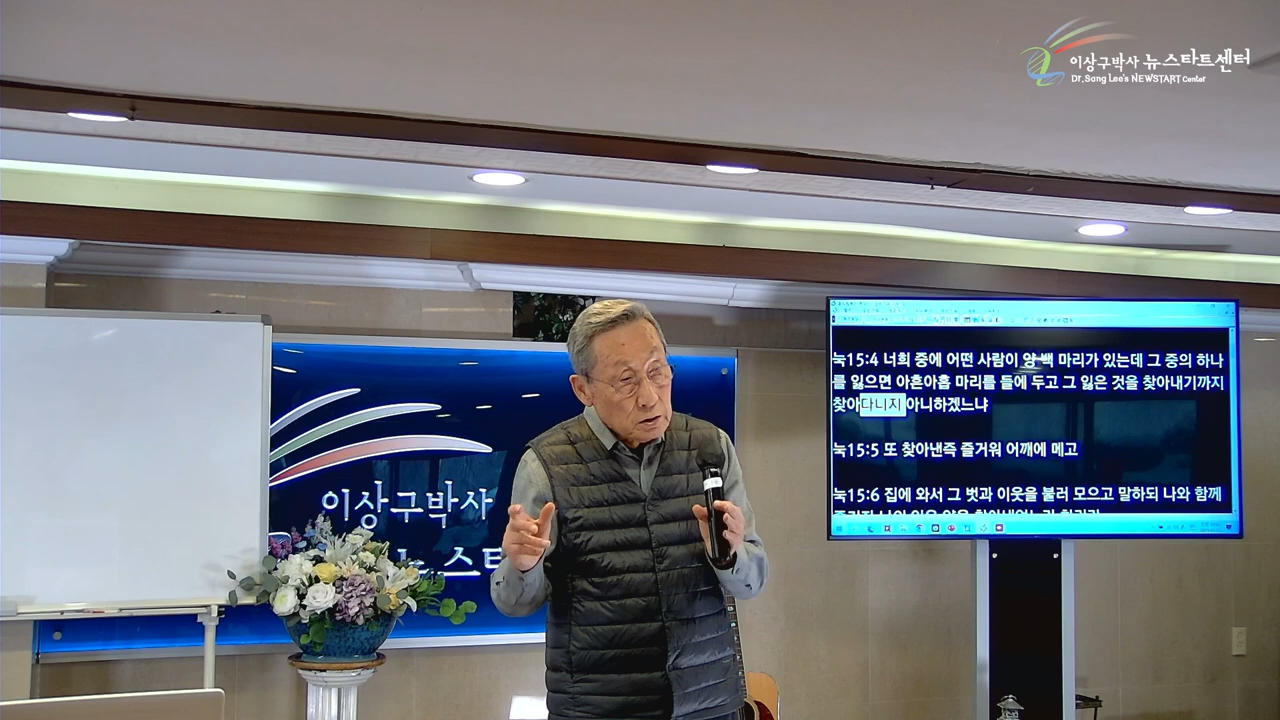 이상구박사 뉴스타트센터
Dr. Sang Lee's NEWSTART Center
이상구박사
뉴스타
눅15:4 너희 중에 어떤 사람이 양 백 마리가 있는데 그 중의 하나
를 잃으면 아흔아홉 마리를 들에 두고 그 잃은 것을 찾아내기까지
찾아다니지 아니하겠느냐
눅15:5 또 찾아낸즉 즐거워 어깨에 메고
눅15:6 집에 와서 그 벗과 이웃을 불러 모으고 말하되 나와 함께